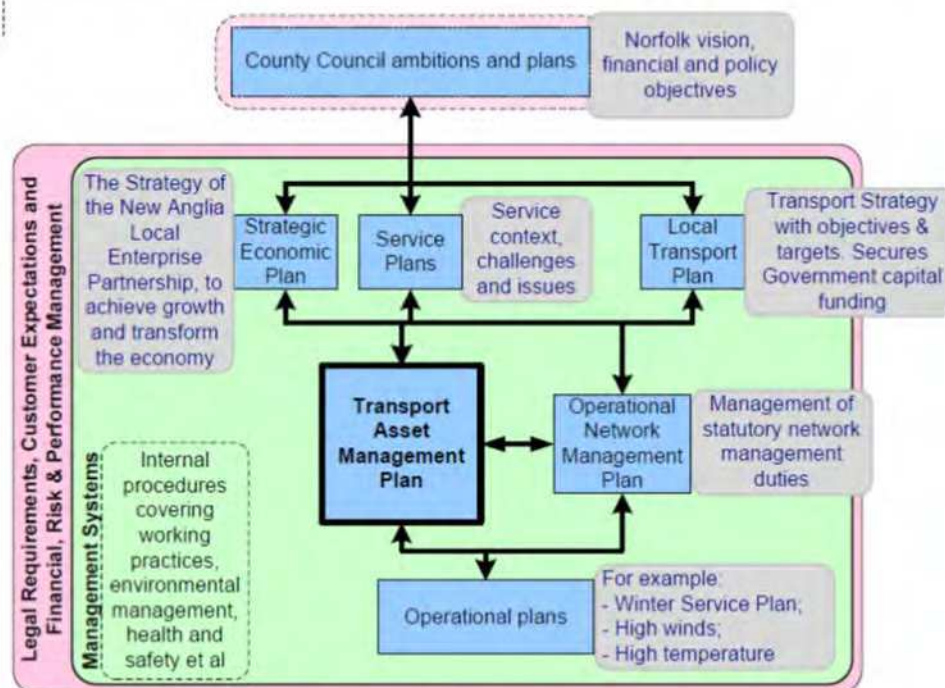 County Council ambitions and plans
Norfolk vision,
financial and policy
objectives
Legal Requirements, Customer Expectations and
Financial, Risk & Performance Management
The Strategy of
the New Anglia
Local
Enterprise
Partnership, to
achieve growth
and transform
the economy
Strategic
Economic
Plan
Service
Plans
Service
context,
challenges
and issues
Local
Transport
Plan
Transport Strategy
with objectives &
targets. Secures
Government capital
funding
Transport
Asset
Management
Plan
Operational
Network
Management
Plan
Management of
statutory network
management
duties
Management Systems
Internal
procedures
covering
working
practices,
environmental
management,
health and
safety et al
Operational plans
For example:
- Winter Service Plan;
- High winds;
- High temperature